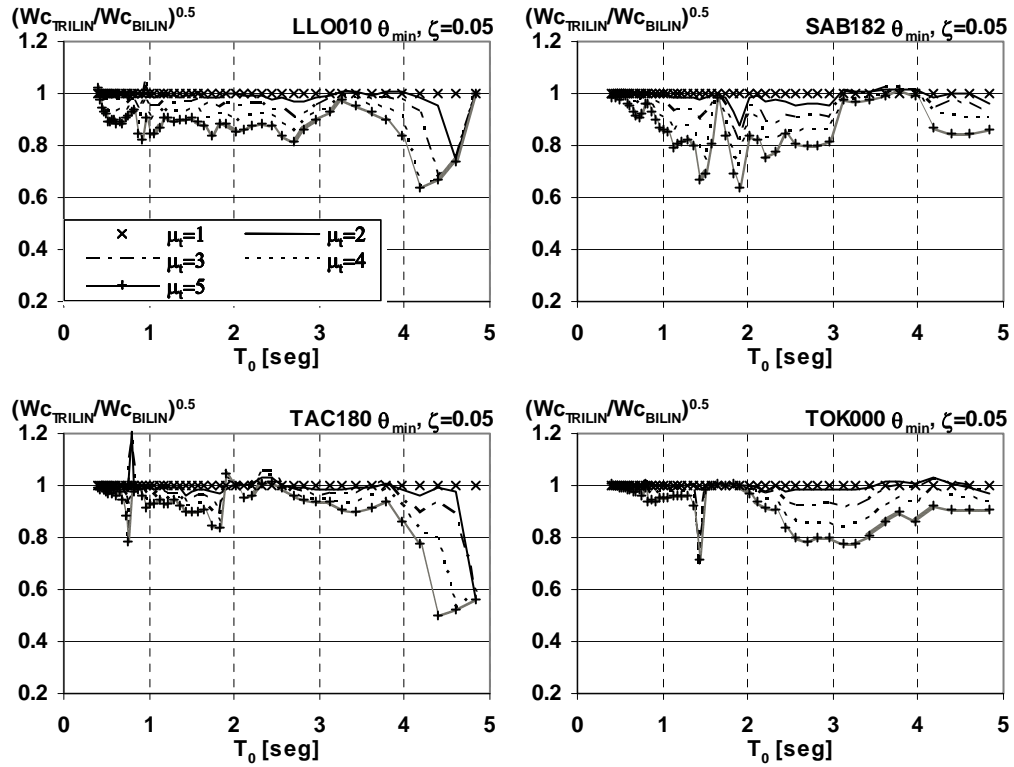 (Wc_TRILIN/Wc_BILIN)^0.5 LLO010 θ_min, ζ=0.05
1.2
1
0.8
0.6
0.4
0.2
μ_t=1 μ_t=2
μ_t=3 μ_t=4
μ_t=5
0 1 2 3 4 5
T_0 [seg]
(Wc_TRILIN/Wc_BILIN)^0.5 SAB182 θ_min, ζ=0.05
1.2
1
0.8
0.6
0.4
0.2
0 1 2 3 4 5
T_0 [seg]
(Wc_TRILIN/Wc_BILIN)^0.5 TAC180 θ_min, ζ=0.05
1.2
1
0.8
0.6
0.4
0.2
0 1 2 3 4 5
T_0 [seg]
(Wc_TRILIN/Wc_BILIN)^0.5 TOK000 θ_min, ζ=0.05
1.2
1
0.8
0.6
0.4
0.2
0 1 2 3 4 5
T_0 [seg]